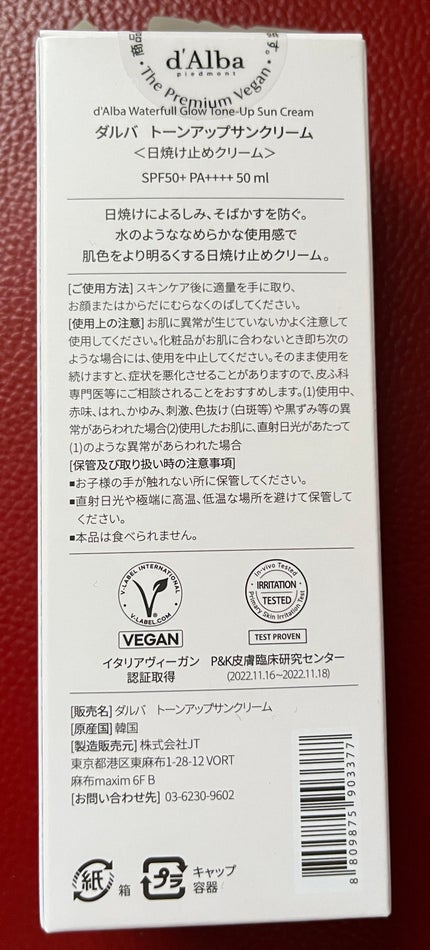 商品
す。
d'Alba
piedmont
• The Premium Vegan •
d'Alba Waterfull Glow Tone-Up Sun Cream
ダルバ トーンアップサンクリーム
＜日焼け止めクリーム＞
SPF50+ PA++++ 50 ml
日焼けによるしみ、そばかすを防ぐ。
水のようななめらかな使用感で
肌色をより明るくする日焼け止めクリーム。
[ご使用方法] スキンケア後に適量を手に取り、
お顔またはからだにむらなくのばしてください。
[使用上の注意] お肌に異常が生じていないかよく注意して
使用してください。化粧品がお肌に合わないとき即ち次の
ような場合には、使用を中止してください。そのまま使用を
続けますと、症状を悪化させることがありますので、皮ふ科
専門医等にご相談されることをおすすめします。(1)使用中、
赤味、はれ、かゆみ、刺激、色抜け(白斑等)や黒ずみ等の異
常があらわれた場合(2)使用したお肌に、直射日光があたって
(1)のような異常があらわれた場合
[保管及び取り扱い時の注意事項]
■お子様の手が触れない所に保管してください。
■直射日光や極端に高温、低温な場所を避けて保管して
ください。
■本品は食べられません。
V-LABEL INTERNATIONAL
• V-LABEL.COM •
VEGAN
イタリアヴィーガン
認証取得
In-vivo Tested
IRRITATION
TESTED
Primary Skin Irritation Test
TEST PROVEN
P&K皮膚臨床研究センター
(2022.11.16~2022.11.18)
[販売名] ダルバ トーンアップサンクリーム
[原産国] 韓国
[製造販売元] 株式会社JT
東京都港区東麻布1-28-12 VORT
麻布maxim 6F B
[お問い合わせ先] 03-6230-9602
8 809875 903377
紙
箱
プラ
キャップ
容器